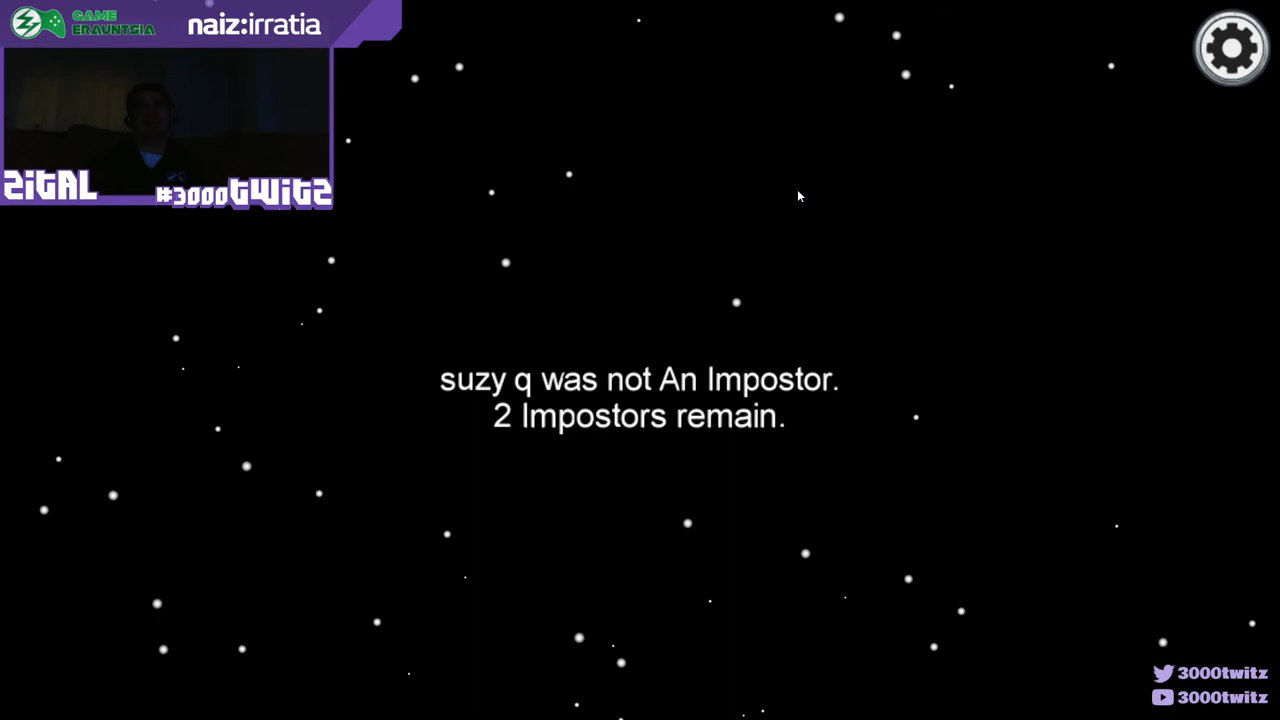 GAME
ERAUNTSIA
naiz:irratia
ZITAL
#3000TWITZ
suzy q was not An Impostor.
2 Impostors remain.
3000twitz
3000twitz